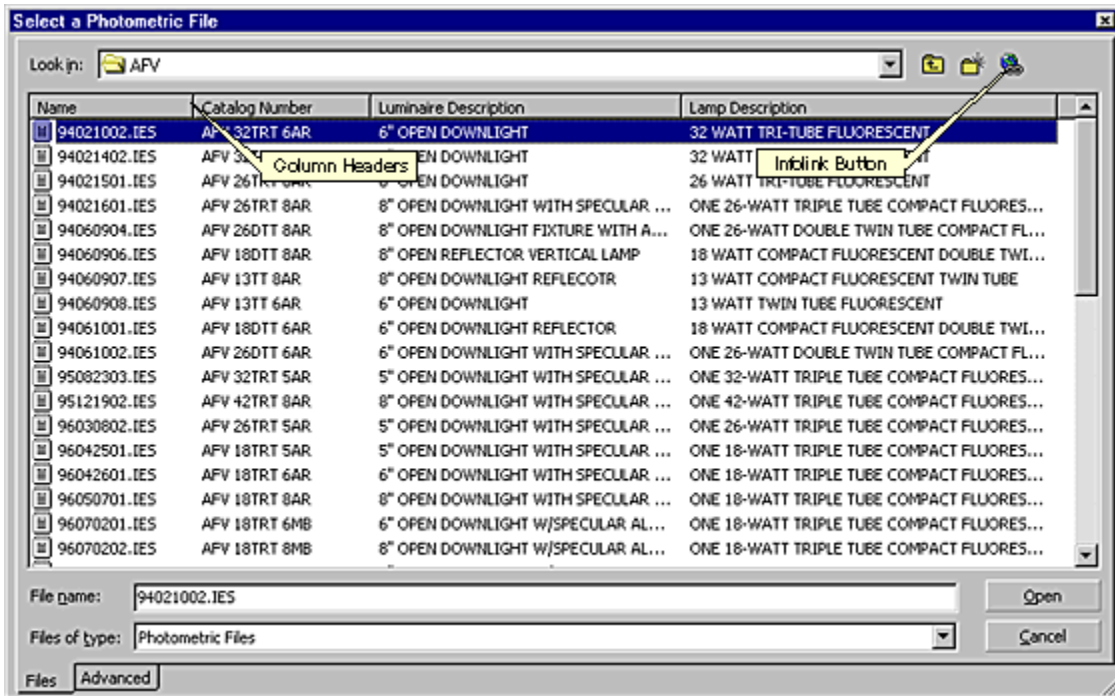 Select a Photometric File
Look in: AFV
Name Catalog Number Luminaire Description Lamp Description
94021002.IES AFV 32TRT 6AR 6" OPEN DOWNLIGHT 32 WATT TRI-TUBE FLUORESCENT
94021402.IES AFV OPEN DOWNLIGHT 32 WATT
Column Headers
Infolink Button
94021501.IES AFV 26TRT OPEN DOWNLIGHT 26 WATT TRI-TUBE FLUORESCENT
94021601.IES AFV 26TRT 8AR 8" OPEN DOWNLIGHT WITH SPECULAR ... ONE 26-WATT TRIPLE TUBE COMPACT FLUORES...
94060904.IES AFV 26DTT 8AR 8" OPEN DOWNLIGHT FIXTURE WITH A... ONE 26-WATT DOUBLE TWIN TUBE COMPACT FL...
94060906.IES AFV 18DTT 8AR 8" OPEN REFLECTOR VERTICAL LAMP 18 WATT COMPACT FLUORESCENT DOUBLE TWI...
94060907.IES AFV 13TT 8AR 8" OPEN DOWNLIGHT REFLECOTR 13 WATT COMPACT FLUORESCENT TWIN TUBE
94060908.IES AFV 13TT 6AR 6" OPEN DOWNLIGHT 13 WATT TWIN TUBE FLUORESCENT
94061001.IES AFV 18DTT 6AR 6" OPEN DOWNLIGHT REFLECTOR 18 WATT COMPACT FLUORESCENT DOUBLE TWI...
94061002.IES AFV 26DTT 6AR 6" OPEN DOWNLIGHT WITH SPECULAR ... ONE 26-WATT DOUBLE TWIN TUBE COMPACT FL...
95082303.IES AFV 32TRT 5AR 5" OPEN DOWNLIGHT WITH SPECULAR ... ONE 32-WATT TRIPLE TUBE COMPACT FLUORES...
95121902.IES AFV 42TRT 8AR 8" OPEN DOWNLIGHT WITH SPECULAR ... ONE 42-WATT TRIPLE TUBE COMPACT FLUORES...
96030802.IES AFV 26TRT 5AR 5" OPEN DOWNLIGHT WITH SPECULAR ... ONE 26-WATT TRIPLE TUBE COMPACT FLUORES...
96042501.IES AFV 18TRT 5AR 5" OPEN DOWNLIGHT WITH SPECULAR ... ONE 18-WATT TRIPLE TUBE COMPACT FLUORES...
96042601.IES AFV 18TRT 6AR 6" OPEN DOWNLIGHT WITH SPECULAR ... ONE 18-WATT TRIPLE TUBE COMPACT FLUORES...
96050701.IES AFV 18TRT 8AR 8" OPEN DOWNLIGHT WITH SPECULAR ... ONE 18-WATT TRIPLE TUBE COMPACT FLUORES...
96070201.IES AFV 18TRT 6MB 6" OPEN DOWNLIGHT W/SPECULAR AL... ONE 18-WATT TRIPLE TUBE COMPACT FLUORES...
96070202.IES AFV 18TRT 8MB 8" OPEN DOWNLIGHT W/SPECULAR AL... ONE 18-WATT TRIPLE TUBE COMPACT FLUORES...
File name: 94021002.IES Open
Files of type: Photometric Files Cancel
Files Advanced